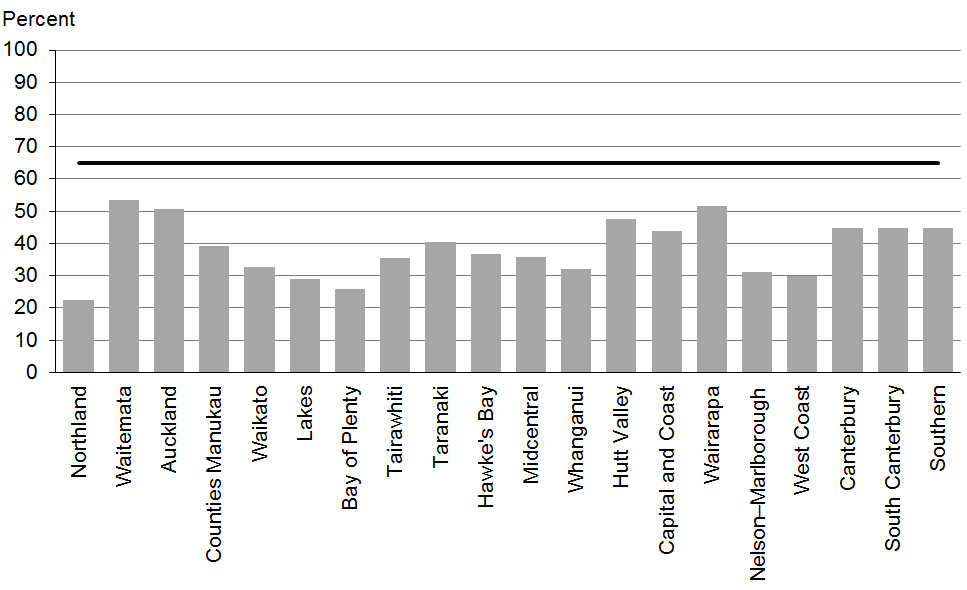 Percent
100
90
80
70
60
50
40
30
20
10
0
Northland
Waitemata
Auckland
Counties Manukau
Waikato
Lakes
Bay of Plenty
Tairawhiti
Taranaki
Hawke's Bay
Midcentral
Whanganui
Hutt Valley
Capital and Coast
Wairarapa
Nelson–Marlborough
West Coast
Canterbury
South Canterbury
Southern